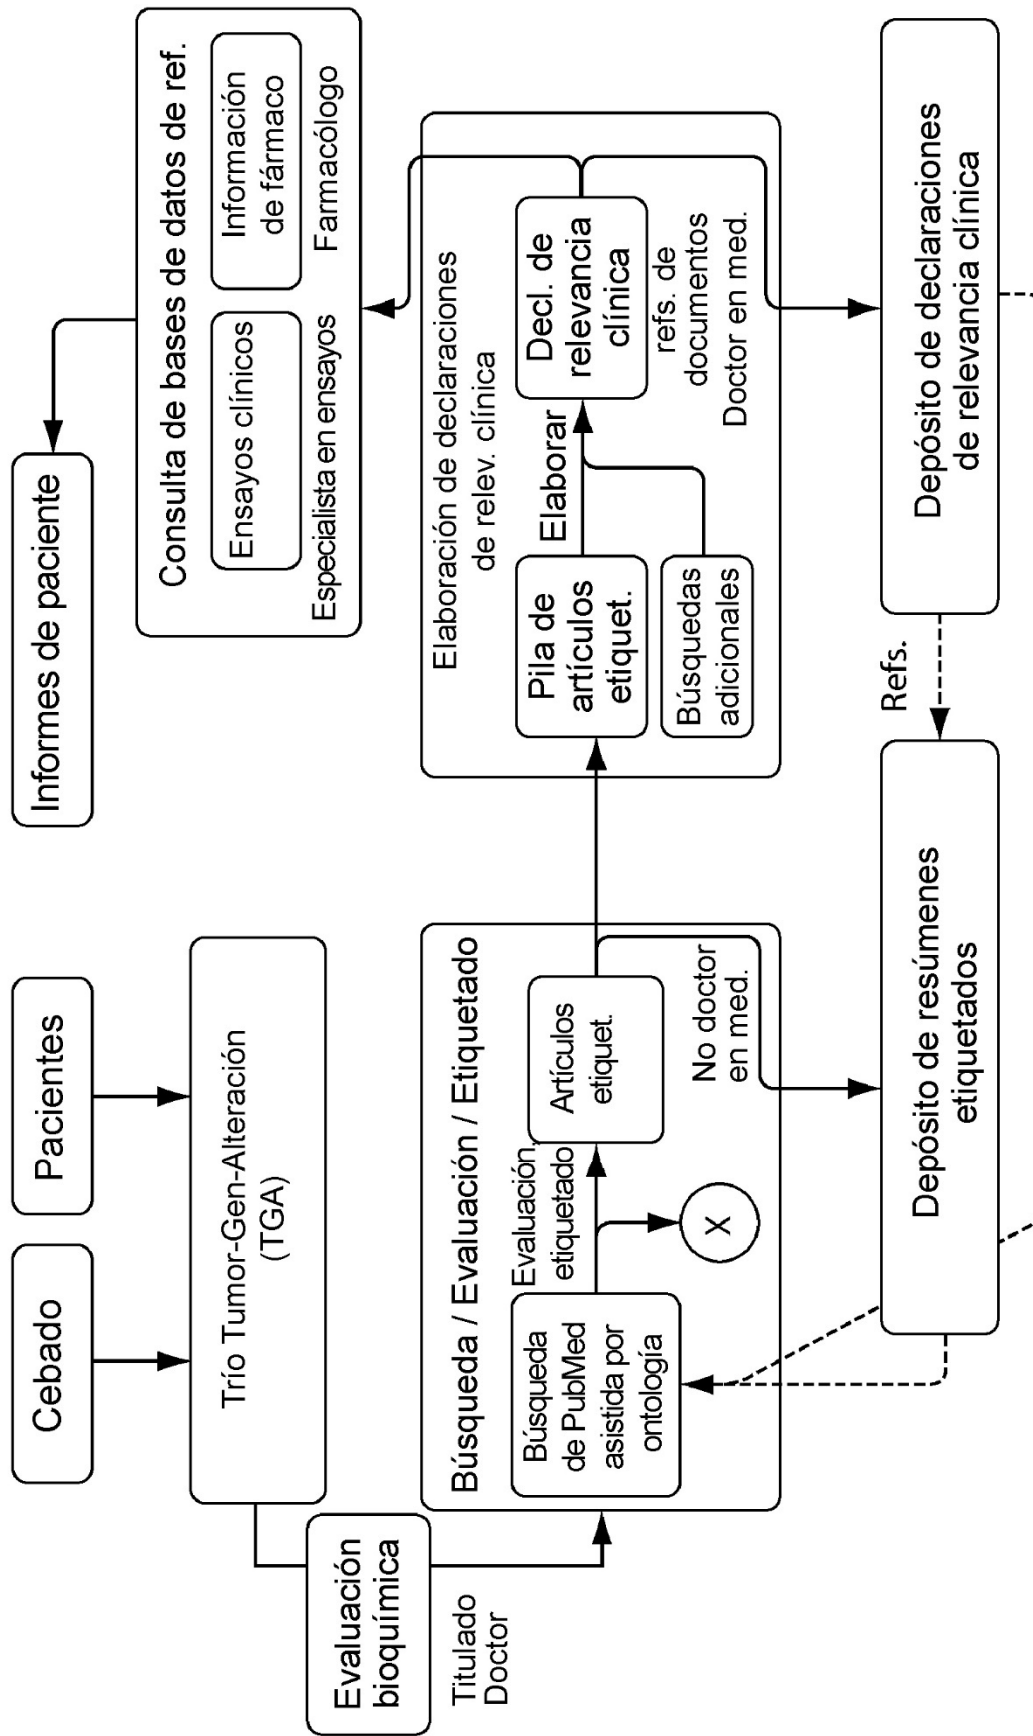 Cebado
Pacientes
Trío Tumor-Gen-Alteración
(TGA)
Evaluación
bioquímica
Titulado
Doctor
Búsqueda / Evaluación / Etiquetado
Búsqueda
de PubMed
asistida por
ontología
Evaluación,
etiquetado
X
Artículos
etiquet.
No doctor
en med.
Depósito de resúmenes
etiquetados
Informes de paciente
Consulta de bases de datos de ref.
Ensayos clínicos
Especialista en ensayos
Información
de fármaco
Farmacólogo
Elaboración de declaraciones
de relev. clínica
Pila de
artículos
etiquet.
Elaborar
Búsquedas
adicionales
Decl. de
relevancia
clínica
refs. de
documentos
Doctor en med.
Refs.
Depósito de declaraciones
de relevancia clínica